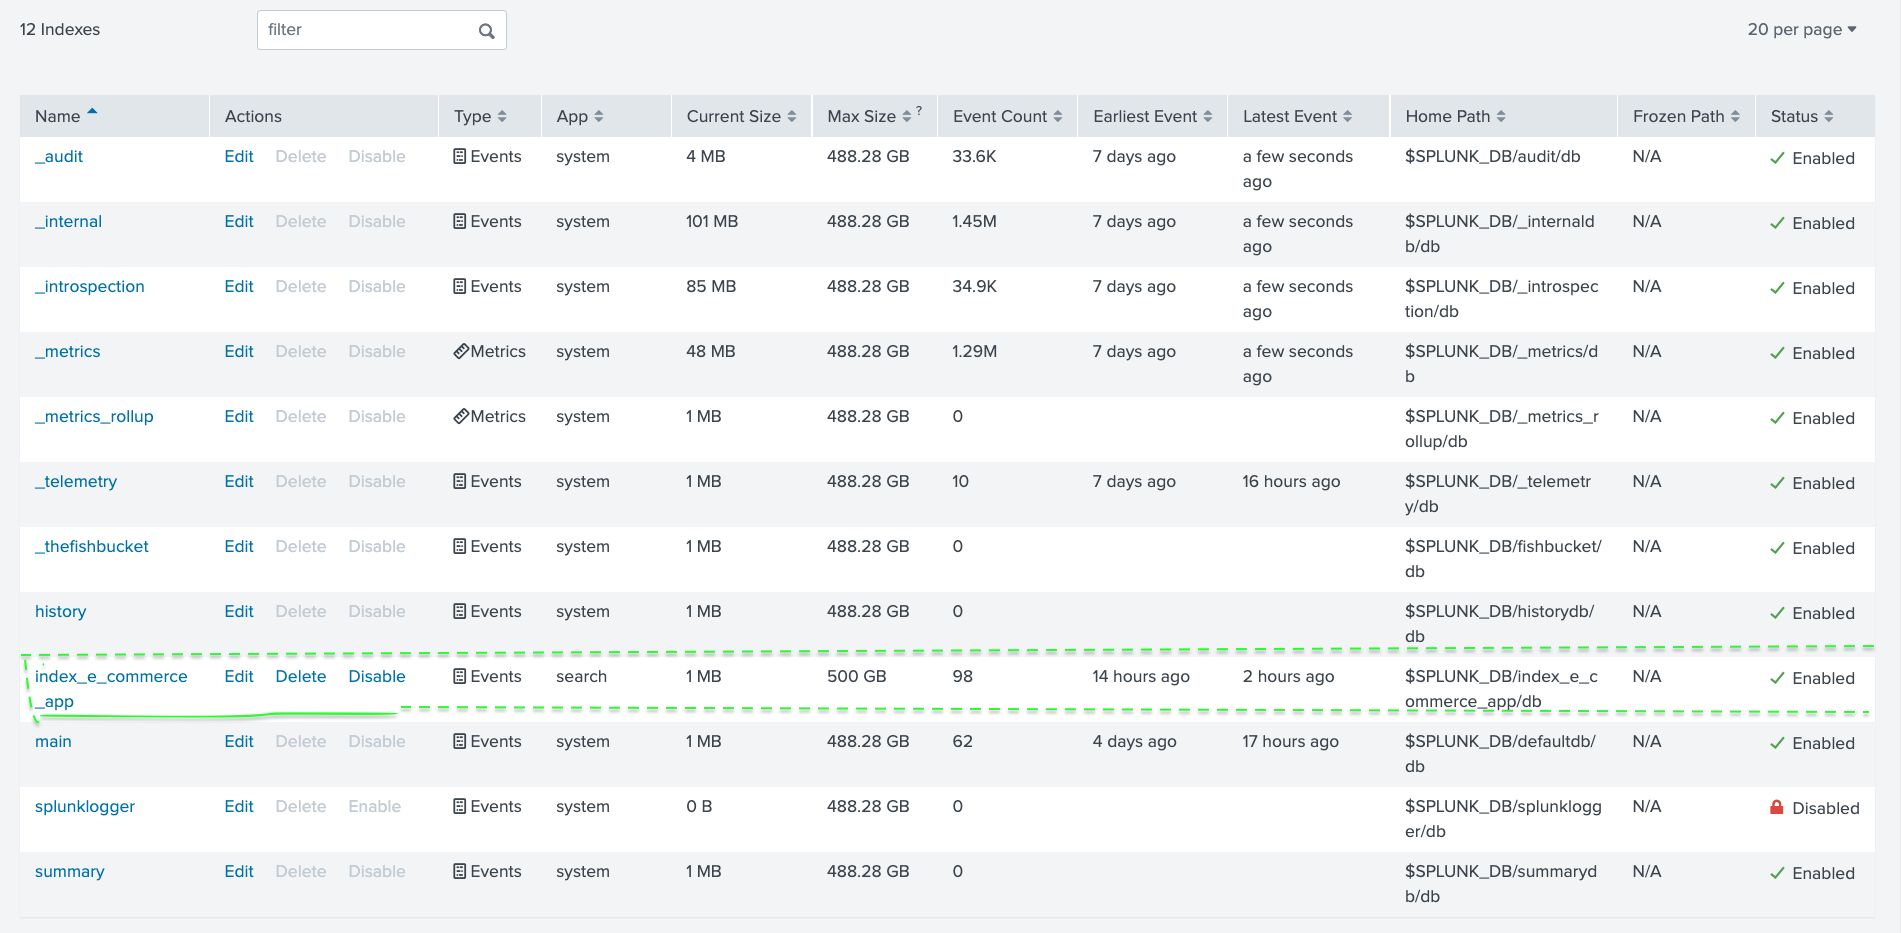 12 Indexes filter 20 per page
Name Actions Type App Current Size Max Size ? Event Count Earliest Event Latest Event Home Path Frozen Path Status
_audit Edit Delete Disable Events system 4 MB 488.28 GB 33.6K 7 days ago a few seconds $SPLUNK_DB/audit/db N/A Enabled
ago
_internal Edit Delete Disable Events system 101 MB 488.28 GB 1.45M 7 days ago a few seconds $SPLUNK_DB/_internald N/A Enabled
ago b/db
_introspection Edit Delete Disable Events system 85 MB 488.28 GB 34.9K 7 days ago a few seconds $SPLUNK_DB/_introspec N/A Enabled
ago tion/db
_metrics Edit Delete Disable Metrics system 48 MB 488.28 GB 1.29M 7 days ago a few seconds $SPLUNK_DB/_metrics/d N/A Enabled
ago b
_metrics_rollup Edit Delete Disable Metrics system 1 MB 488.28 GB 0 $SPLUNK_DB/_metrics_r N/A Enabled
ollup/db
_telemetry Edit Delete Disable Events system 1 MB 488.28 GB 10 7 days ago 16 hours ago $SPLUNK_DB/_telemetr N/A Enabled
y/db
_thefishbucket Edit Delete Disable Events system 1 MB 488.28 GB 0 $SPLUNK_DB/fishbucket/ N/A Enabled
db
history Edit Delete Disable Events system 1 MB 488.28 GB 0 $SPLUNK_DB/historydb/ N/A Enabled
db
index_e_commerce Edit Delete Disable Events search 1 MB 500 GB 98 14 hours ago 2 hours ago $SPLUNK_DB/index_e_c N/A Enabled
_app ommerce_app/db
main Edit Delete Disable Events system 1 MB 488.28 GB 62 4 days ago 17 hours ago $SPLUNK_DB/defaultdb/ N/A Enabled
db
splunklogger Edit Delete Enable Events system 0 B 488.28 GB 0 $SPLUNK_DB/splunklogg N/A Disabled
er/db
summary Edit Delete Disable Events system 1 MB 488.28 GB 0 $SPLUNK_DB/summaryd N/A Enabled
b/db